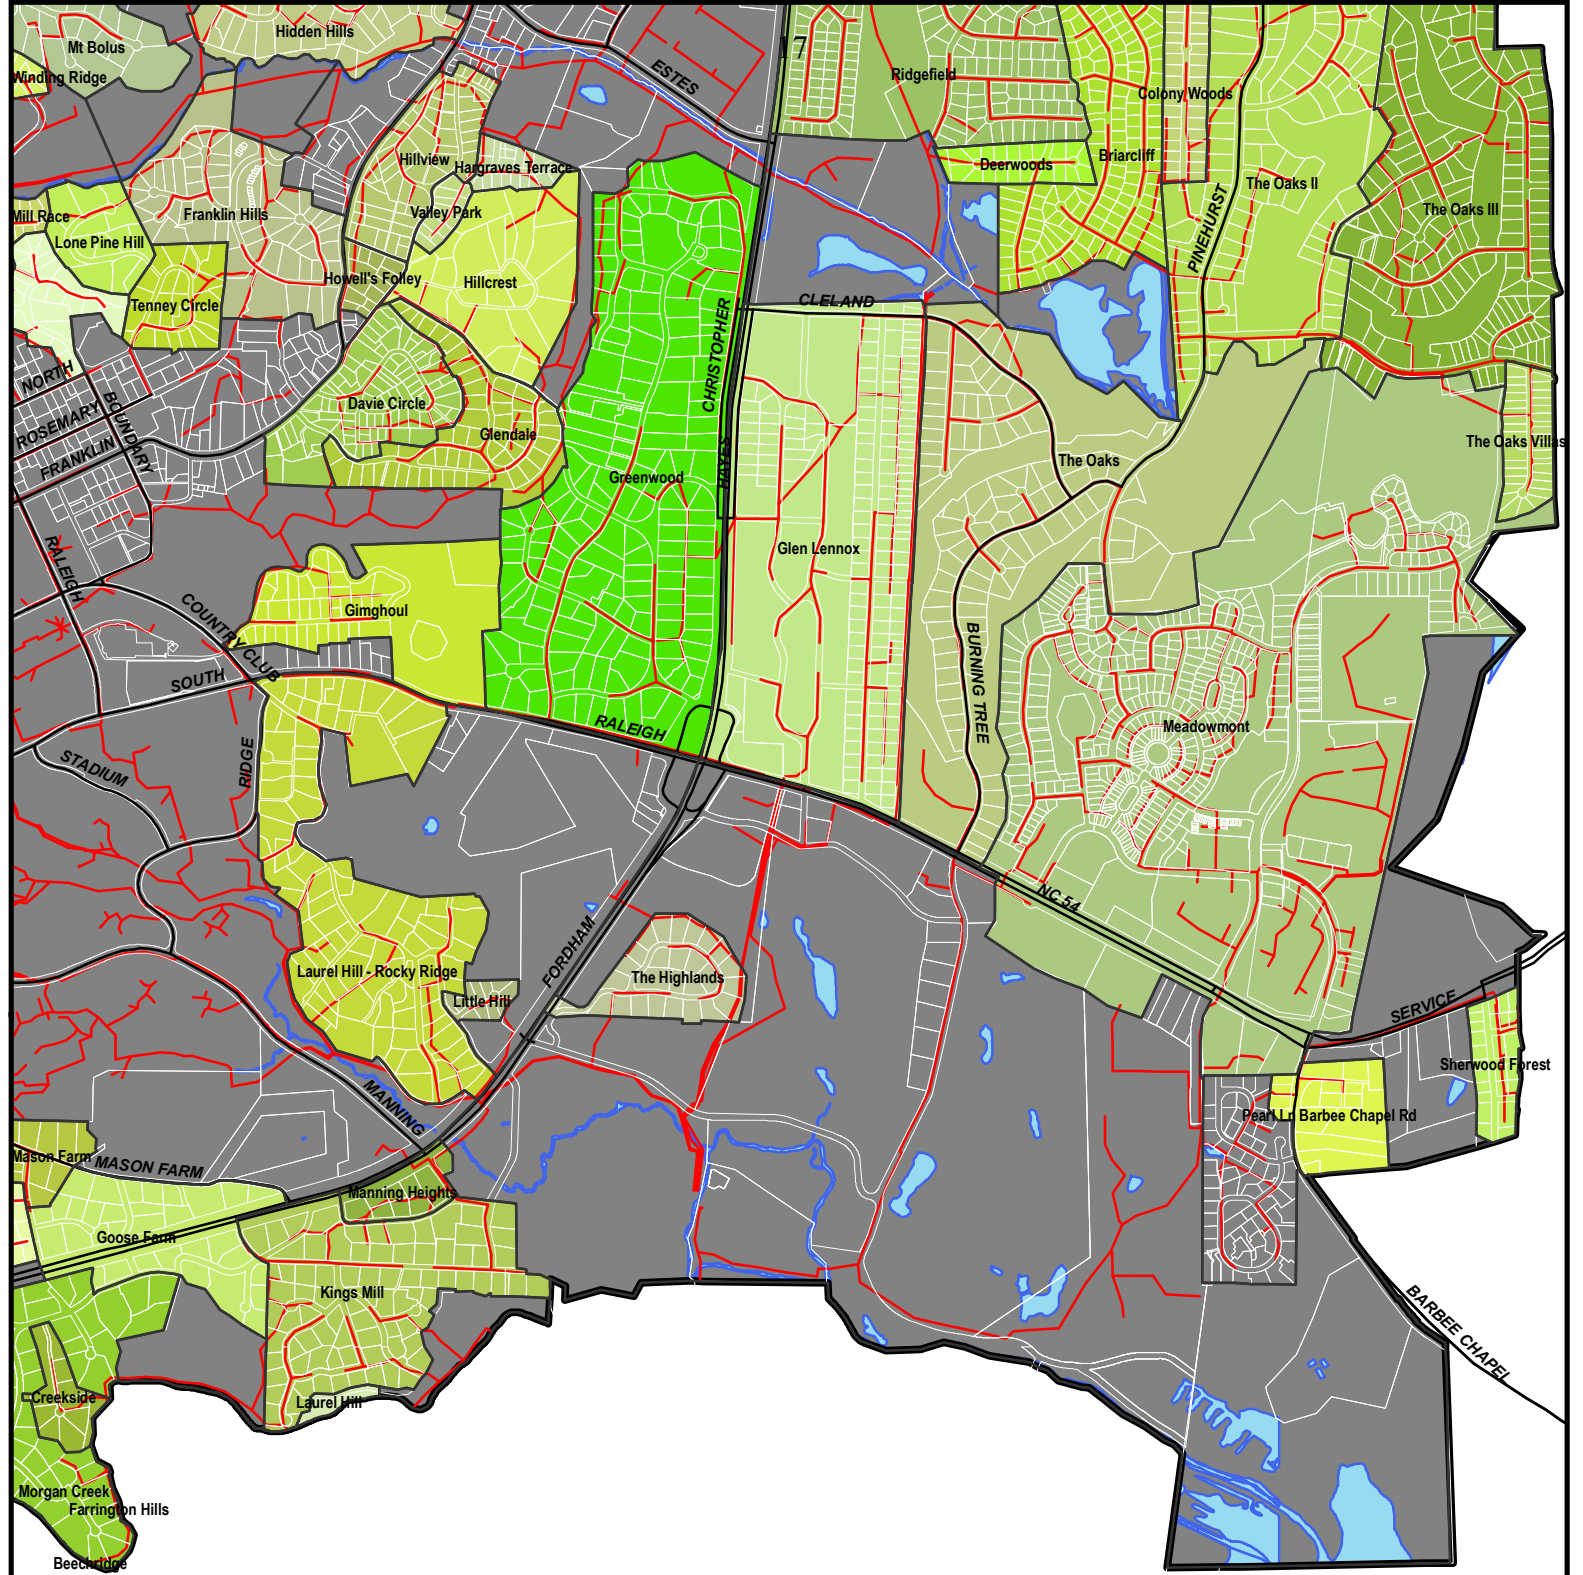 Hidden Hills
Mt Bolus
17
Winding Ridge
ESTES
Ridgefield
Colony Woods
Hillview
Hargraves Terrace
Deerwoods
Briarcliff
The Oaks II
Mill Race
Franklin Hills
Valley Park
The Oaks III
Lone Pine Hill
PINEHURST
Howell's Folley
Hillcrest
Tenney Circle
CLELAND
CHRISTOPHER
NORTH
ROSEMARY
BOUNDARY
FRANKLIN
Davie Circle
Glendale
HAYES
Greenwood
The Oaks
The Oaks Villas
Glen Lennox
RALEIGH
COUNTRY CLUB
Gimghoul
SOUTH
BURNING TREE
RALEIGH
Meadowmont
STADIUM
RIDGE
NC 54
FORDHAM
Laurel Hill - Rocky Ridge
The Highlands
Little Hill
SERVICE
Sherwood Forest
MANNING
Pearl Ln
Barbee Chapel Rd
Mason Farm
MASON FARM
Manning Heights
Goose Farm
Kings Mill
BARBEE CHAPEL
Creekside
Laurel Hill
Morgan Creek
Farrington Hills
Beechridge